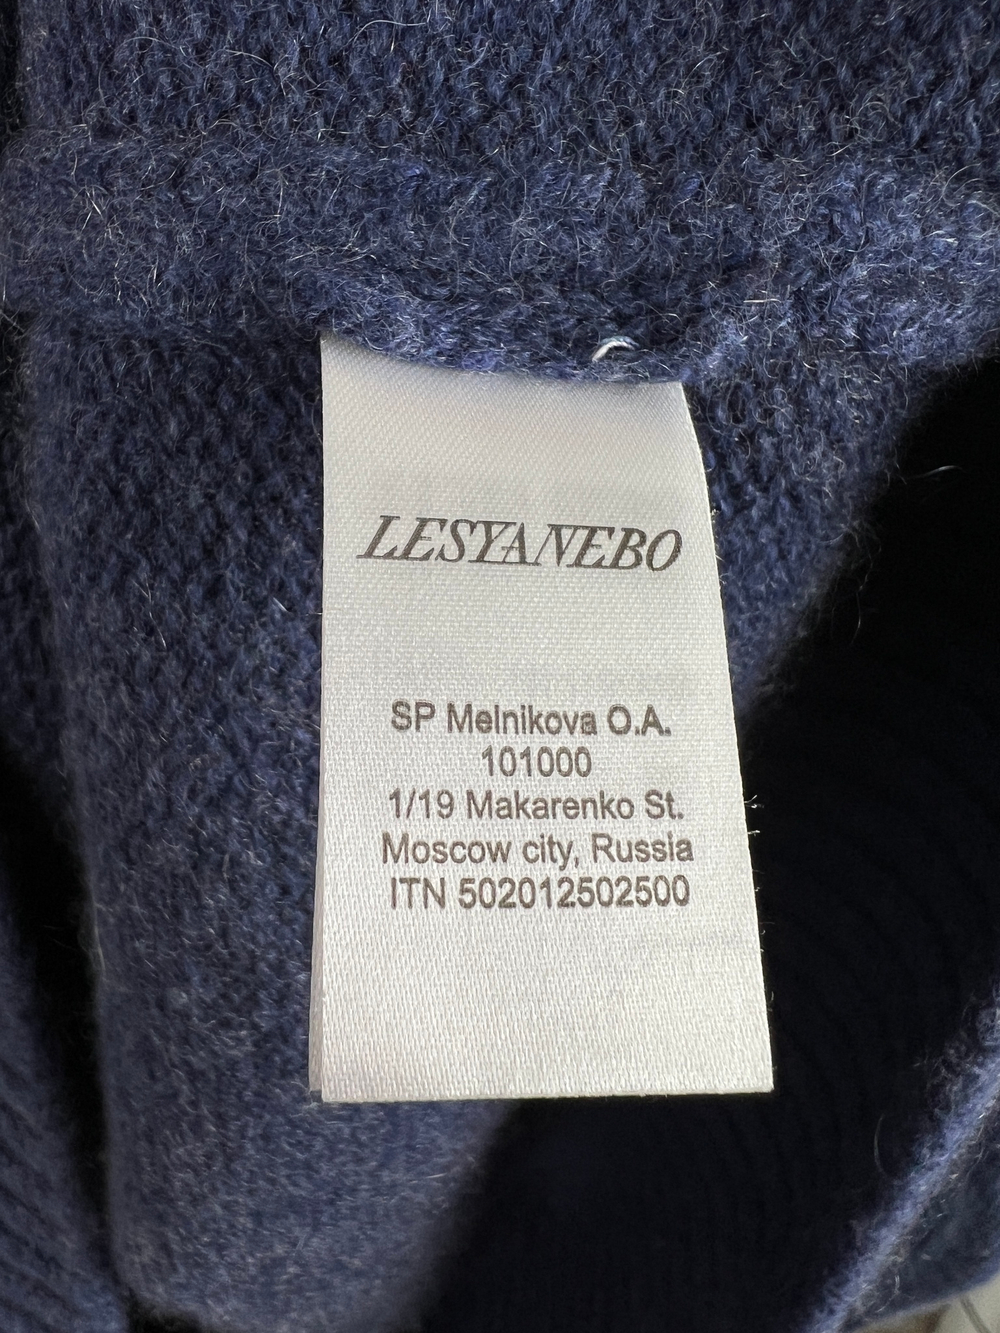 LESYANEBO
SP Melnikova O.A.
101000
1/19 Makarenko St.
Moscow city, Russia
ITN 502012502500